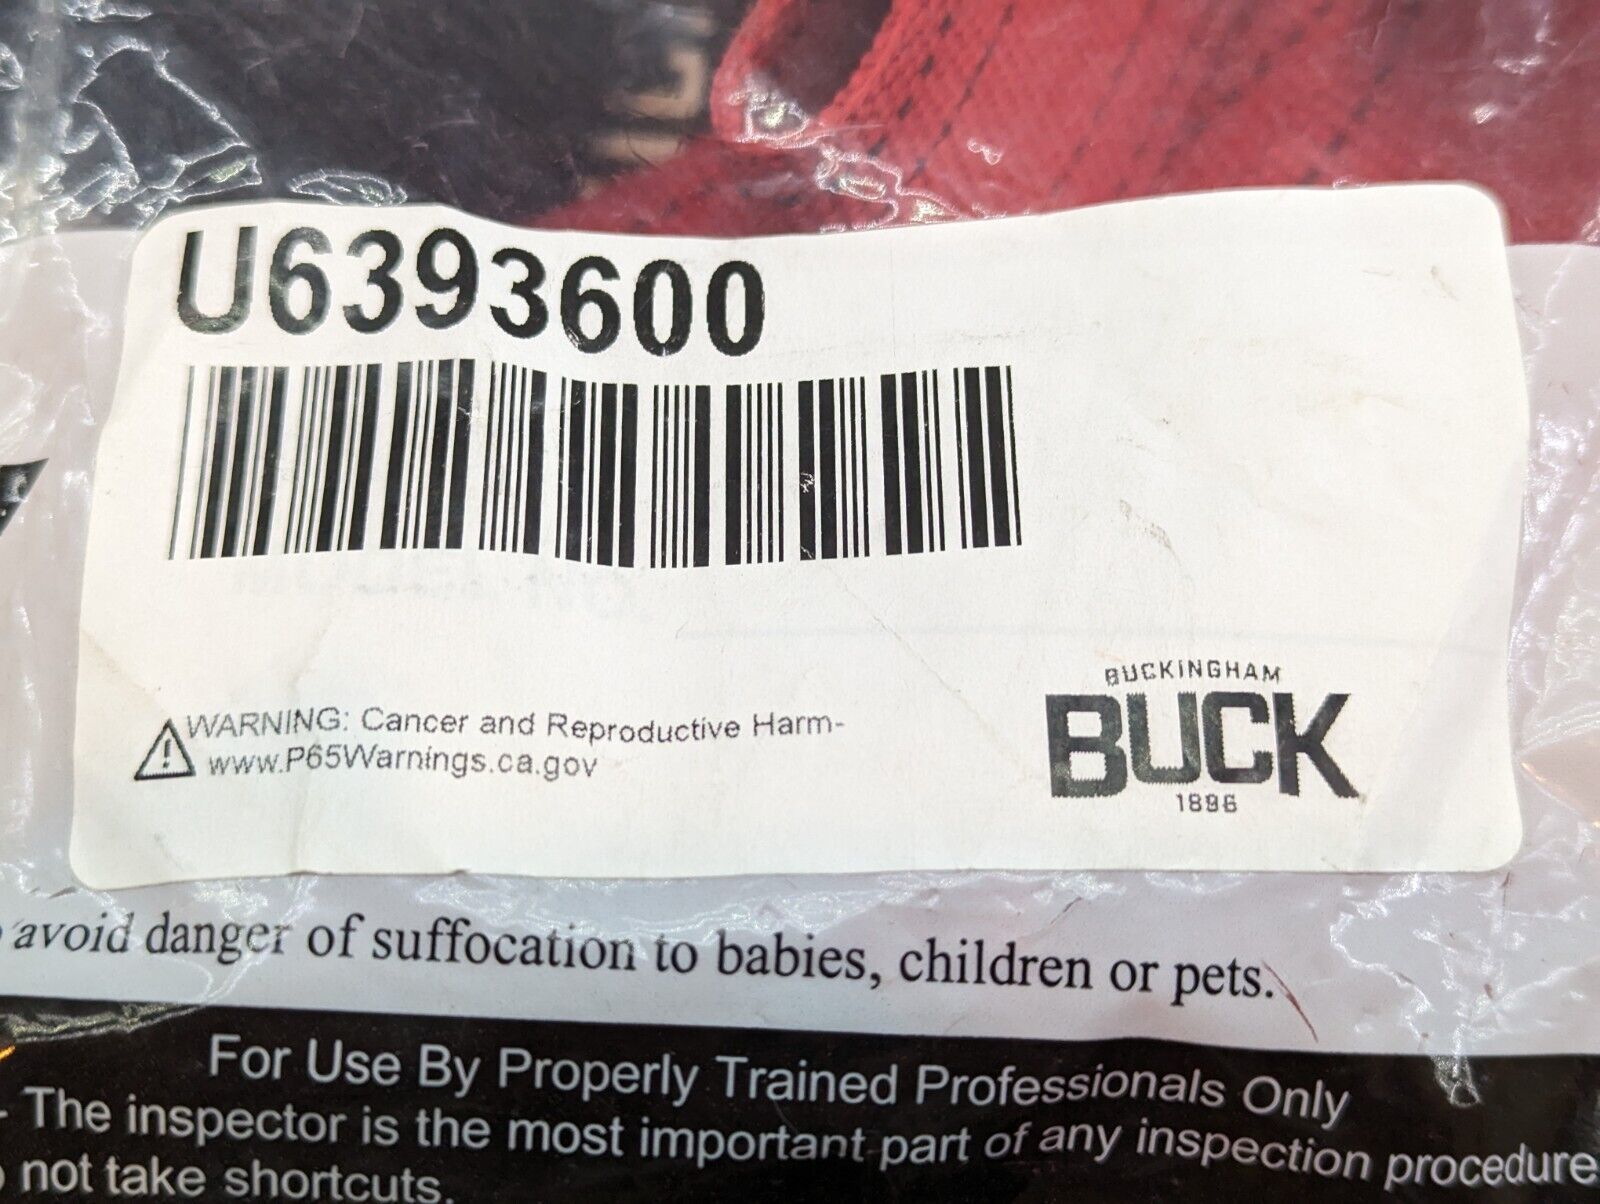 U6393600
WARNING: Cancer and Reproductive Harm-
www.P65Warnings.ca.gov
BUCKINGHAM
BUCK
1896
avoid danger of suffocation to babies, children or pets.
For Use By Properly Trained Professionals Only
- The inspector is the most important part of any inspection procedure
not take shortcuts.